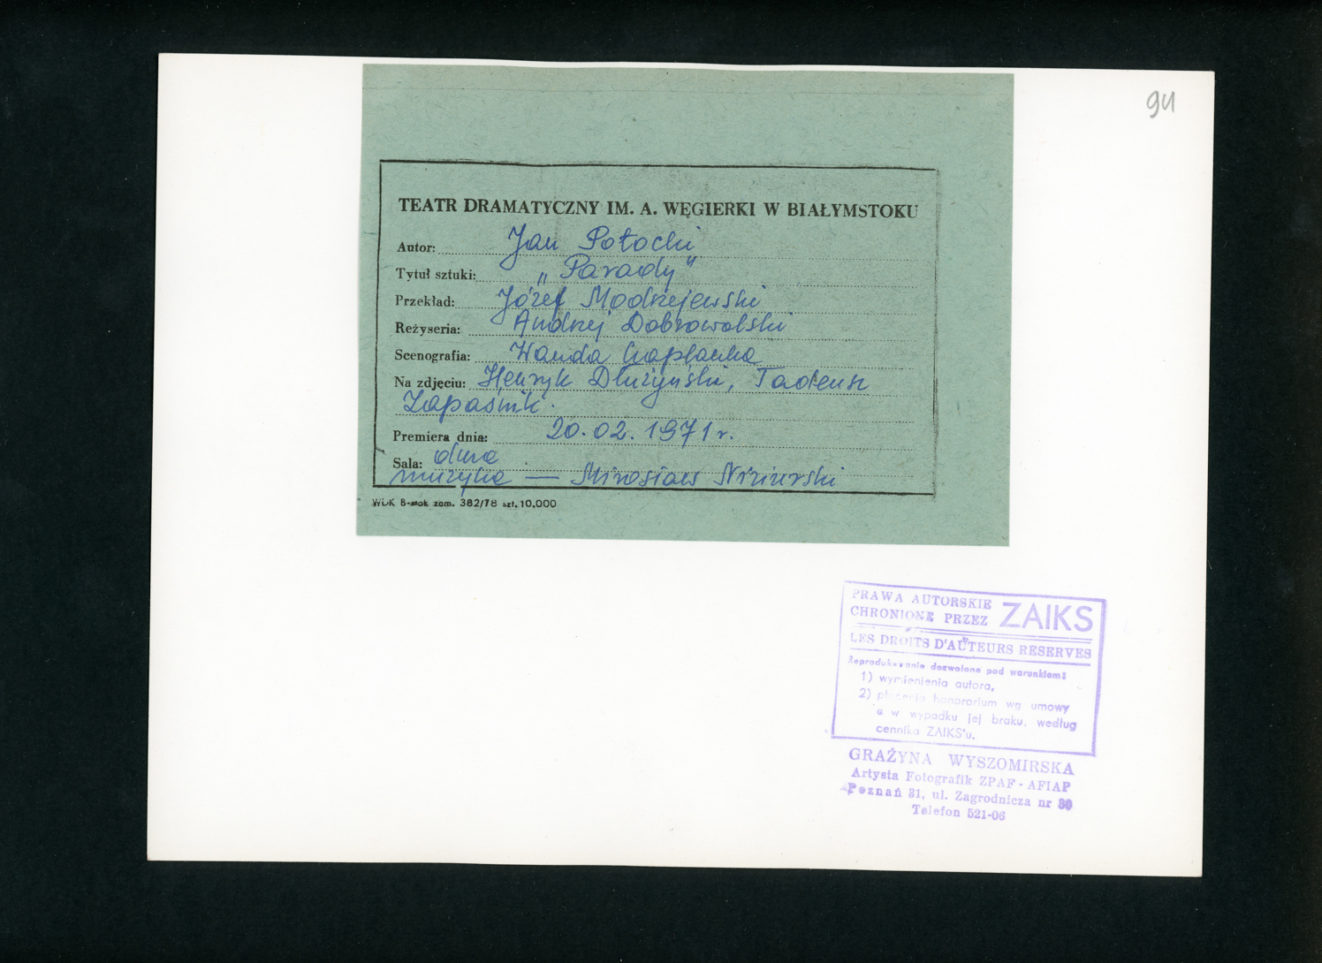 94
TEATR DRAMATYCZNY IM. A. WĘGIERKI W BIAŁYMSTOKU
Autor: Jan Potocki
Tytuł sztuki: „Parady"
Przekład: Józef Modrzejewski
Reżyseria: Andrzej Dobrowolski
Scenografia: Wanda Czaplanka
Na zdjęciu: Henryk Dłużyński, Tadeusz
Zapaśnik.
Premiera dnia: 20.02.1971 r.
Sala: duża
muzyka — Mirosław Niziurski
WDK B-stok zam. 382/78 szt. 10.000
PRAWA AUTORSKIE
CHRONIONE PRZEZ ZAIKS
LES DROITS D'AUTEURS RESERVES
Reprodukowanie dozwolone pod warunkiem:
1) wymienienia autora,
2) płacenia honorarium wg umowy
a w wypadku jej braku, według
cennika ZAIKS'u.
GRAŻYNA WYSZOMIRSKA
Artysta Fotografik ZPAF - AFIAP
Poznań 31, ul. Zagrodnicza nr 30
Telefon 521-06